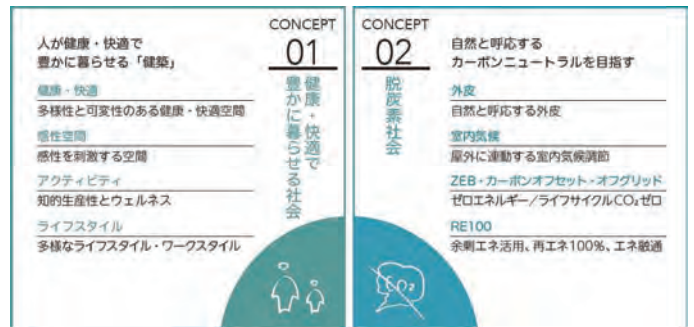 CONCEPT
01
健康・快適で
豊かに暮らせる社会
人が健康・快適で
豊かに暮らせる「健築」
健康・快適
多様性と可変性のある健康・快適空間
感性空間
感性を刺激する空間
アクティビティ
知的生産性とウェルネス
ライフスタイル
多様なライフスタイル・ワークスタイル
CONCEPT
02
脱炭素社会
自然と呼応する
カーボンニュートラルを目指す
外皮
自然と呼応する外皮
室内気候
屋外に連動する室内気候調節
ZEB・カーボンオフセット・オフグリッド
ゼロエネルギー／ライフサイクルCO₂ゼロ
RE100
余剰エネ活用、再エネ100%、エネ融通
CO2